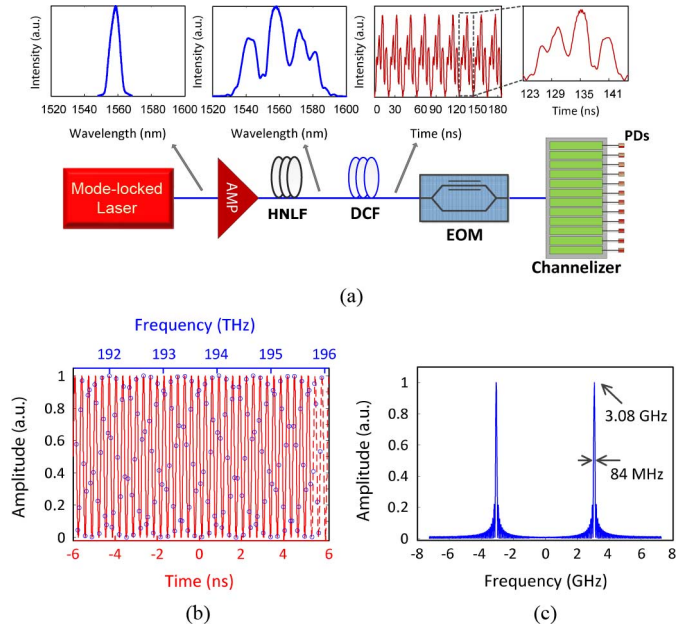 Intensity (a.u.)
1520 1540 1560 1580 1600
Wavelength (nm)
Intensity (a.u.)
1520 1540 1560 1580 1600
Wavelength (nm)
Intensity (a.u.)
0 30 60 90 120 150 180
Time (ns)
Intensity (a.u.)
123 129 135 141
Time (ns)
Mode-locked
Laser
AMP
HNLF
DCF
EOM
PDs
Channelizer
(a)
Frequency (THz)
192 193 194 195 196
Amplitude (a.u.)
1
0.8
0.6
0.4
0.2
0
-6 -4 -2 0 2 4 6
Time (ns)
(b)
Amplitude (a.u.)
1
0.8
0.6
0.4
0.2
0
3.08 GHz
84 MHz
-8 -6 -4 -2 0 2 4 6 8
Frequency (GHz)
(c)